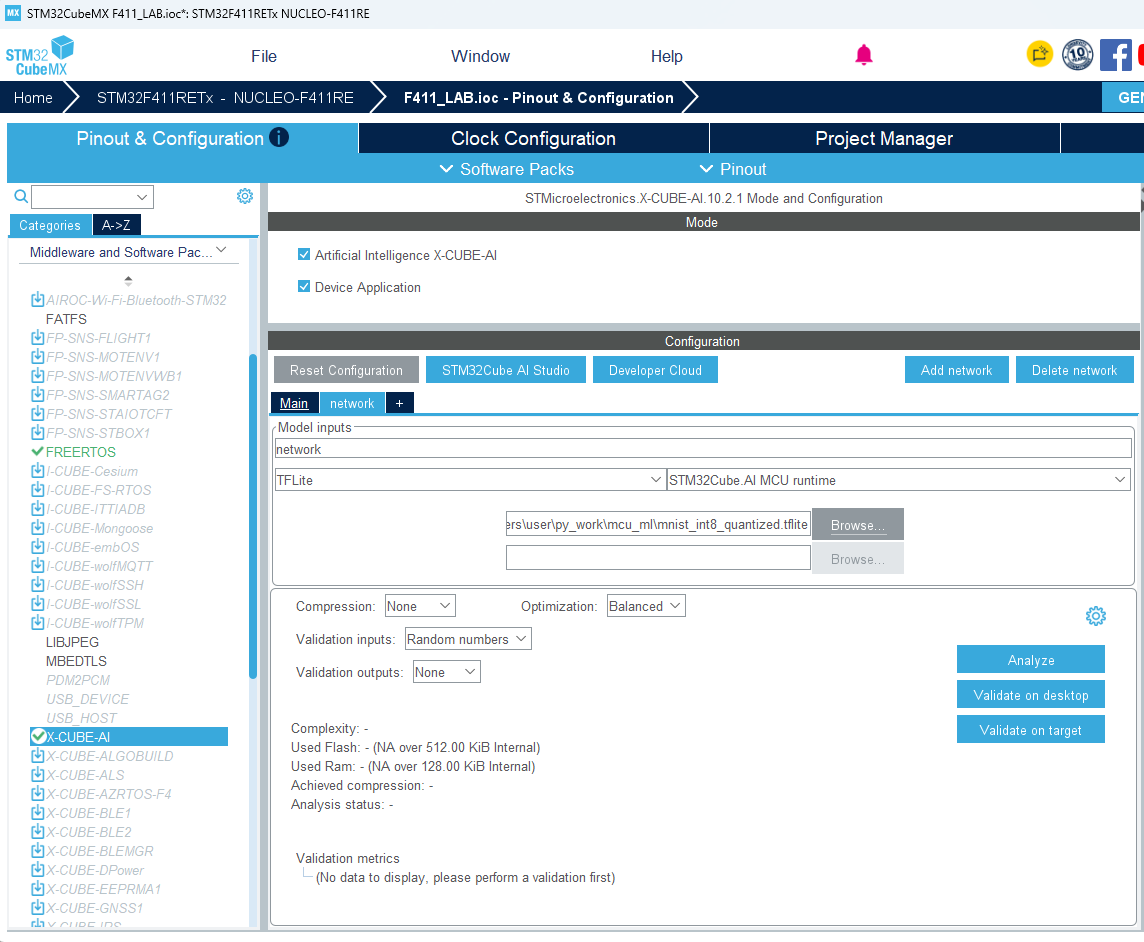 MX STM32CubeMX F411_LAB.ioc*: STM32F411RETx NUCLEO-F411RE
STM32
CubeMX
File
Window
Help
10
Home
STM32F411RETx - NUCLEO-F411RE
F411_LAB.ioc - Pinout & Configuration
GEN
Pinout & Configuration
Clock Configuration
Project Manager
Software Packs
Pinout
Categories
A->Z
Middleware and Software Pac...
AIROC-Wi-Fi-Bluetooth-STM32
FATFS
FP-SNS-FLIGHT1
FP-SNS-MOTENV1
FP-SNS-MOTENVWB1
FP-SNS-SMARTAG2
FP-SNS-STAIOTCFT
FP-SNS-STBOX1
FREERTOS
I-CUBE-Cesium
I-CUBE-FS-RTOS
I-CUBE-ITTIADB
I-CUBE-Mongoose
I-CUBE-embOS
I-CUBE-wolfMQTT
I-CUBE-wolfSSH
I-CUBE-wolfSSL
I-CUBE-wolfTPM
LIBJPEG
MBEDTLS
PDM2PCM
USB_DEVICE
USB_HOST
X-CUBE-AI
X-CUBE-ALGOBUILD
X-CUBE-ALS
X-CUBE-AZRTOS-F4
X-CUBE-BLE1
X-CUBE-BLE2
X-CUBE-BLEMGR
X-CUBE-DPower
X-CUBE-EEPRMA1
X-CUBE-GNSS1
STMicroelectronics.X-CUBE-AI.10.2.1 Mode and Configuration
Mode
Artificial Intelligence X-CUBE-AI
Device Application
Configuration
Reset Configuration
STM32Cube AI Studio
Developer Cloud
Add network
Delete network
Main
network
+
Model inputs
network
TFLite
STM32Cube.AI MCU runtime
ers\user\py_work\mcu_ml\mnist_int8_quantized.tflite
Browse...
Browse...
Compression: None
Optimization: Balanced
Validation inputs: Random numbers
Validation outputs: None
Analyze
Validate on desktop
Validate on target
Complexity: -
Used Flash: - (NA over 512.00 KiB Internal)
Used Ram: - (NA over 128.00 KiB Internal)
Achieved compression: -
Analysis status: -
Validation metrics
(No data to display, please perform a validation first)